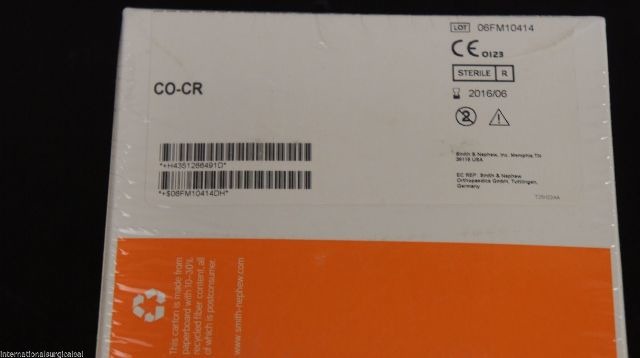 LOT 06FM10414
CE 0123
STERILE R
2016/06
2
CO-CR
*+H4351286491D*
*+$06FM10414DH*
Smith & Nephew, Inc. Memphis, TN
38116 USA
EC REP: Smith & Nephew
Orthopaedics GmbH, Tuttlingen,
Germany
This carton is made from
paperboard with 10-30%
recycled fiber content, all
of which is postconsumer.
www.smith-nephew.com